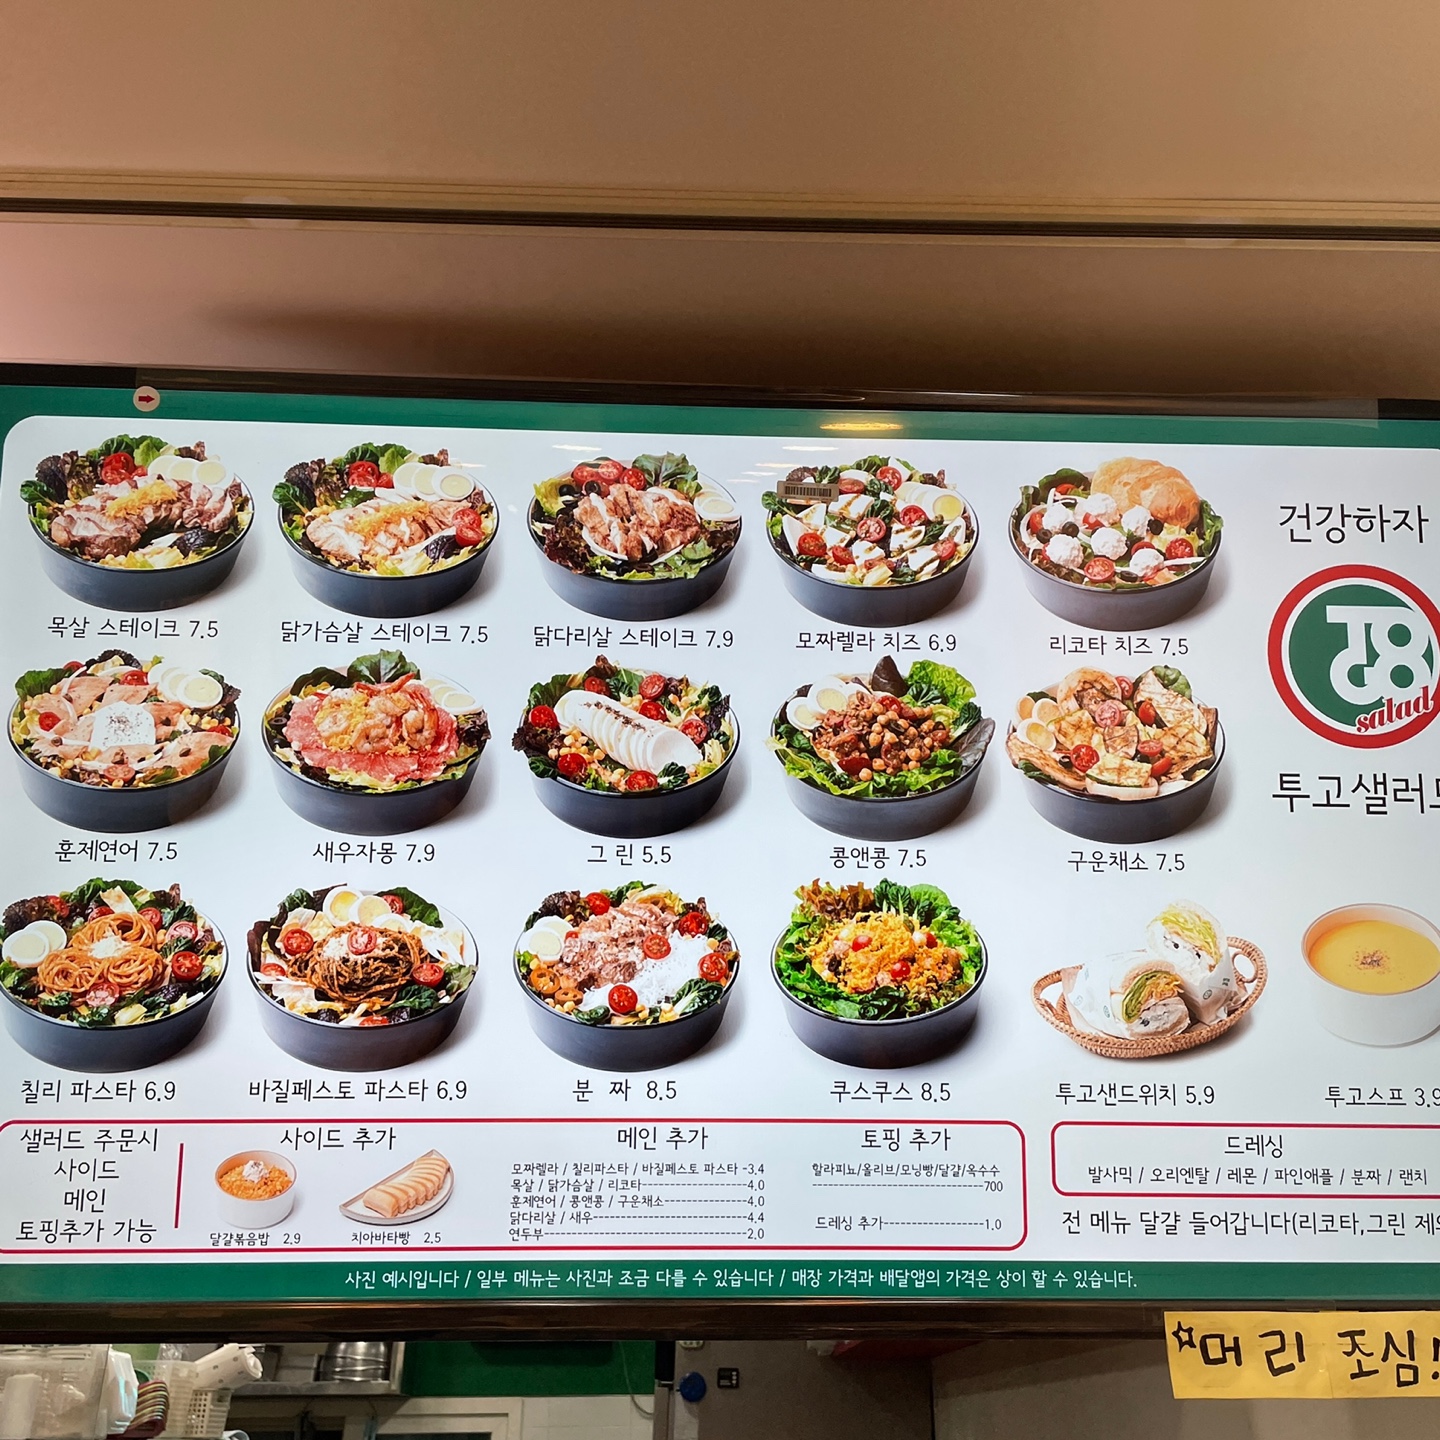 목살 스테이크 7.5
닭가슴살 스테이크 7.5
닭다리살 스테이크 7.9
모짜렐라 치즈 6.9
리코타 치즈 7.5
건강하자
salad
투고샐러드
훈제연어 7.5
새우자몽 7.9
그 린 5.5
콩앤콩 7.5
구운채소 7.5
칠리 파스타 6.9
바질페스토 파스타 6.9
분 짜 8.5
쿠스쿠스 8.5
투고샌드위치 5.9
투고스프 3.9
샐러드 주문시
사이드
메인
토핑추가 가능
사이드 추가
달걀볶음밥 2.9
치아바타빵 2.5
메인 추가
모짜렐라 / 칠리파스타 / 바질페스토 파스타 -3.4
목살 / 닭가슴살 / 리코타----------------4.0
훈제연어 / 콩앤콩 / 구운채소-------------4.0
닭다리살 / 새우-----------------------4.4
연두부--------------------------------2.0
토핑 추가
할라피뇨/올리브/모닝빵/달걀/옥수수
--------------------------------700
드레싱 추가------------------1.0
드레싱
발사믹 / 오리엔탈 / 레몬 / 파인애플 / 분짜 / 랜치
전 메뉴 달걀 들어갑니다(리코타,그린 제외
사진 예시입니다 / 일부 메뉴는 사진과 조금 다를 수 있습니다 / 매장 가격과 배달앱의 가격은 상이 할 수 있습니다.
☆머리 조심!